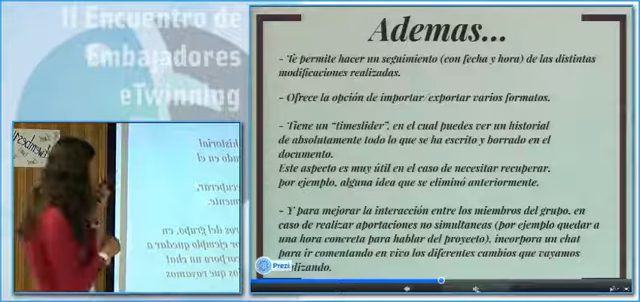 II Encuentro de
Embajadores
eTwinning
Ademas...
- Te permite hacer un seguimiento (con fecha y hora) de las distintas
modificaciones realizadas.
- Ofrece la opción de importar/exportar varios formatos.
- Tiene un "timeslider", en el cual puedes ver un historial
de absolutamente todo lo que se ha escrito y borrado en el
documento.
Este aspecto es muy útil en el caso de necesitar recuperar,
por ejemplo, alguna idea que se eliminó anteriormente.
- Y para mejorar la interacción entre los miembros del grupo, en
caso de realizar aportaciones no simultaneas (por ejemplo quedar a
una hora concreta para hablar del proyecto), incorpora un chat
para ir comentando en vivo los diferentes cambios que vayamos
alizando.
Prezi